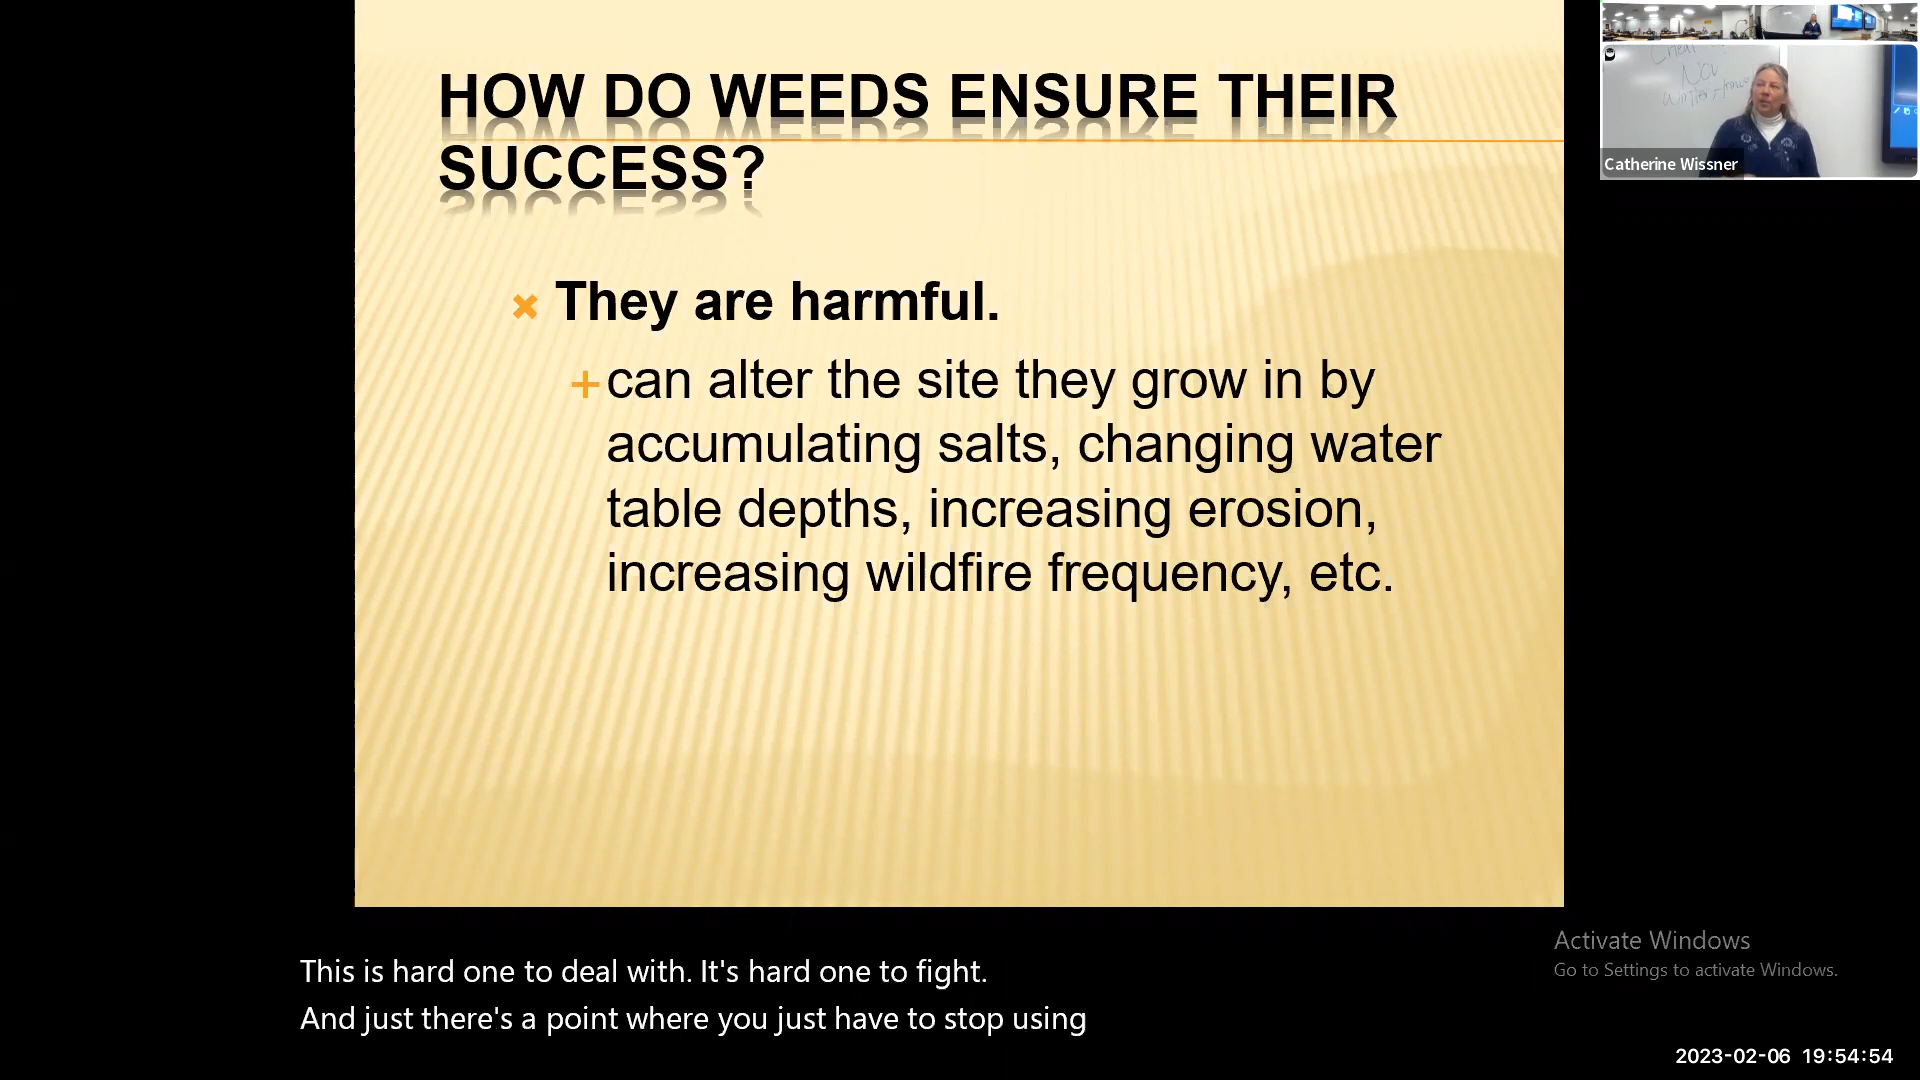 HOW DO WEEDS ENSURE THEIR
SUCCESS?
They are harmful.
can alter the site they grow in by
accumulating salts, changing water
table depths, increasing erosion,
increasing wildfire frequency, etc.
Catherine Wissner
This is hard one to deal with. It's hard one to fight.
And just there's a point where you just have to stop using
Activate Windows
Go to Settings to activate Windows.
2023-02-06 19:54:54